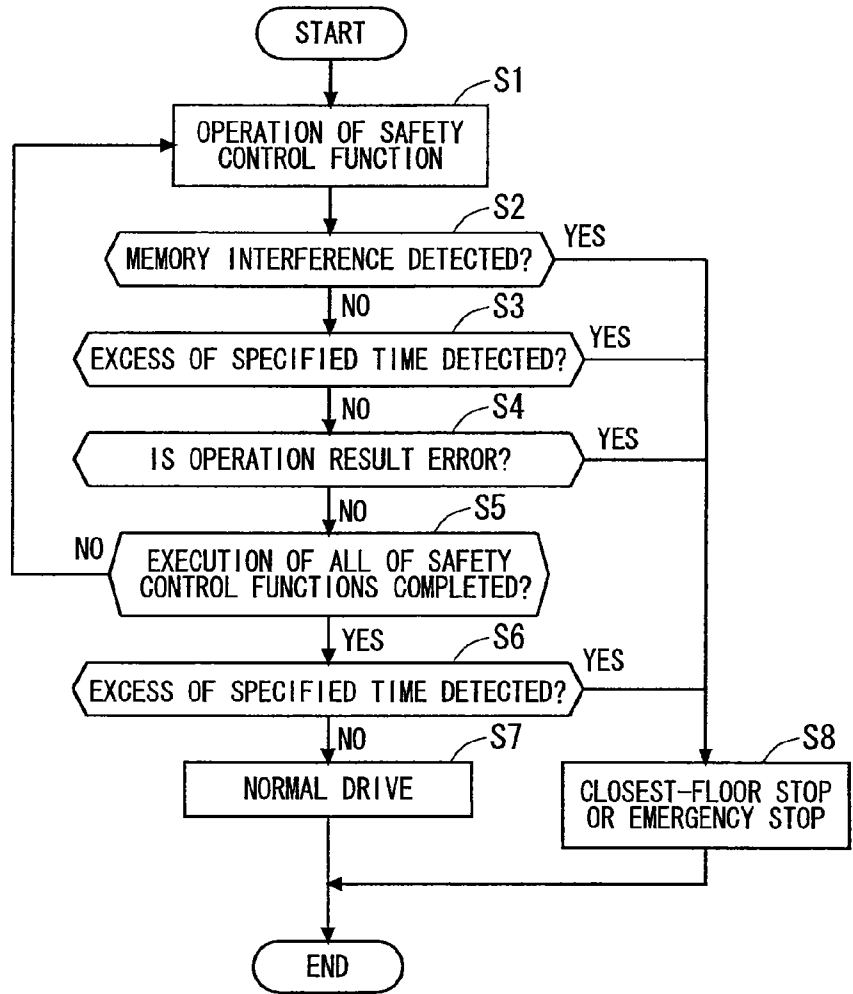 START
S1
OPERATION OF SAFETY
CONTROL FUNCTION
S2
MEMORY INTERFERENCE DETECTED?
YES
NO
S3
EXCESS OF SPECIFIED TIME DETECTED?
YES
NO
S4
IS OPERATION RESULT ERROR?
YES
NO
S5
NO
EXECUTION OF ALL OF SAFETY
CONTROL FUNCTIONS COMPLETED?
YES
S6
EXCESS OF SPECIFIED TIME DETECTED?
YES
NO
S7
NORMAL DRIVE
S8
CLOSEST-FLOOR STOP
OR EMERGENCY STOP
END